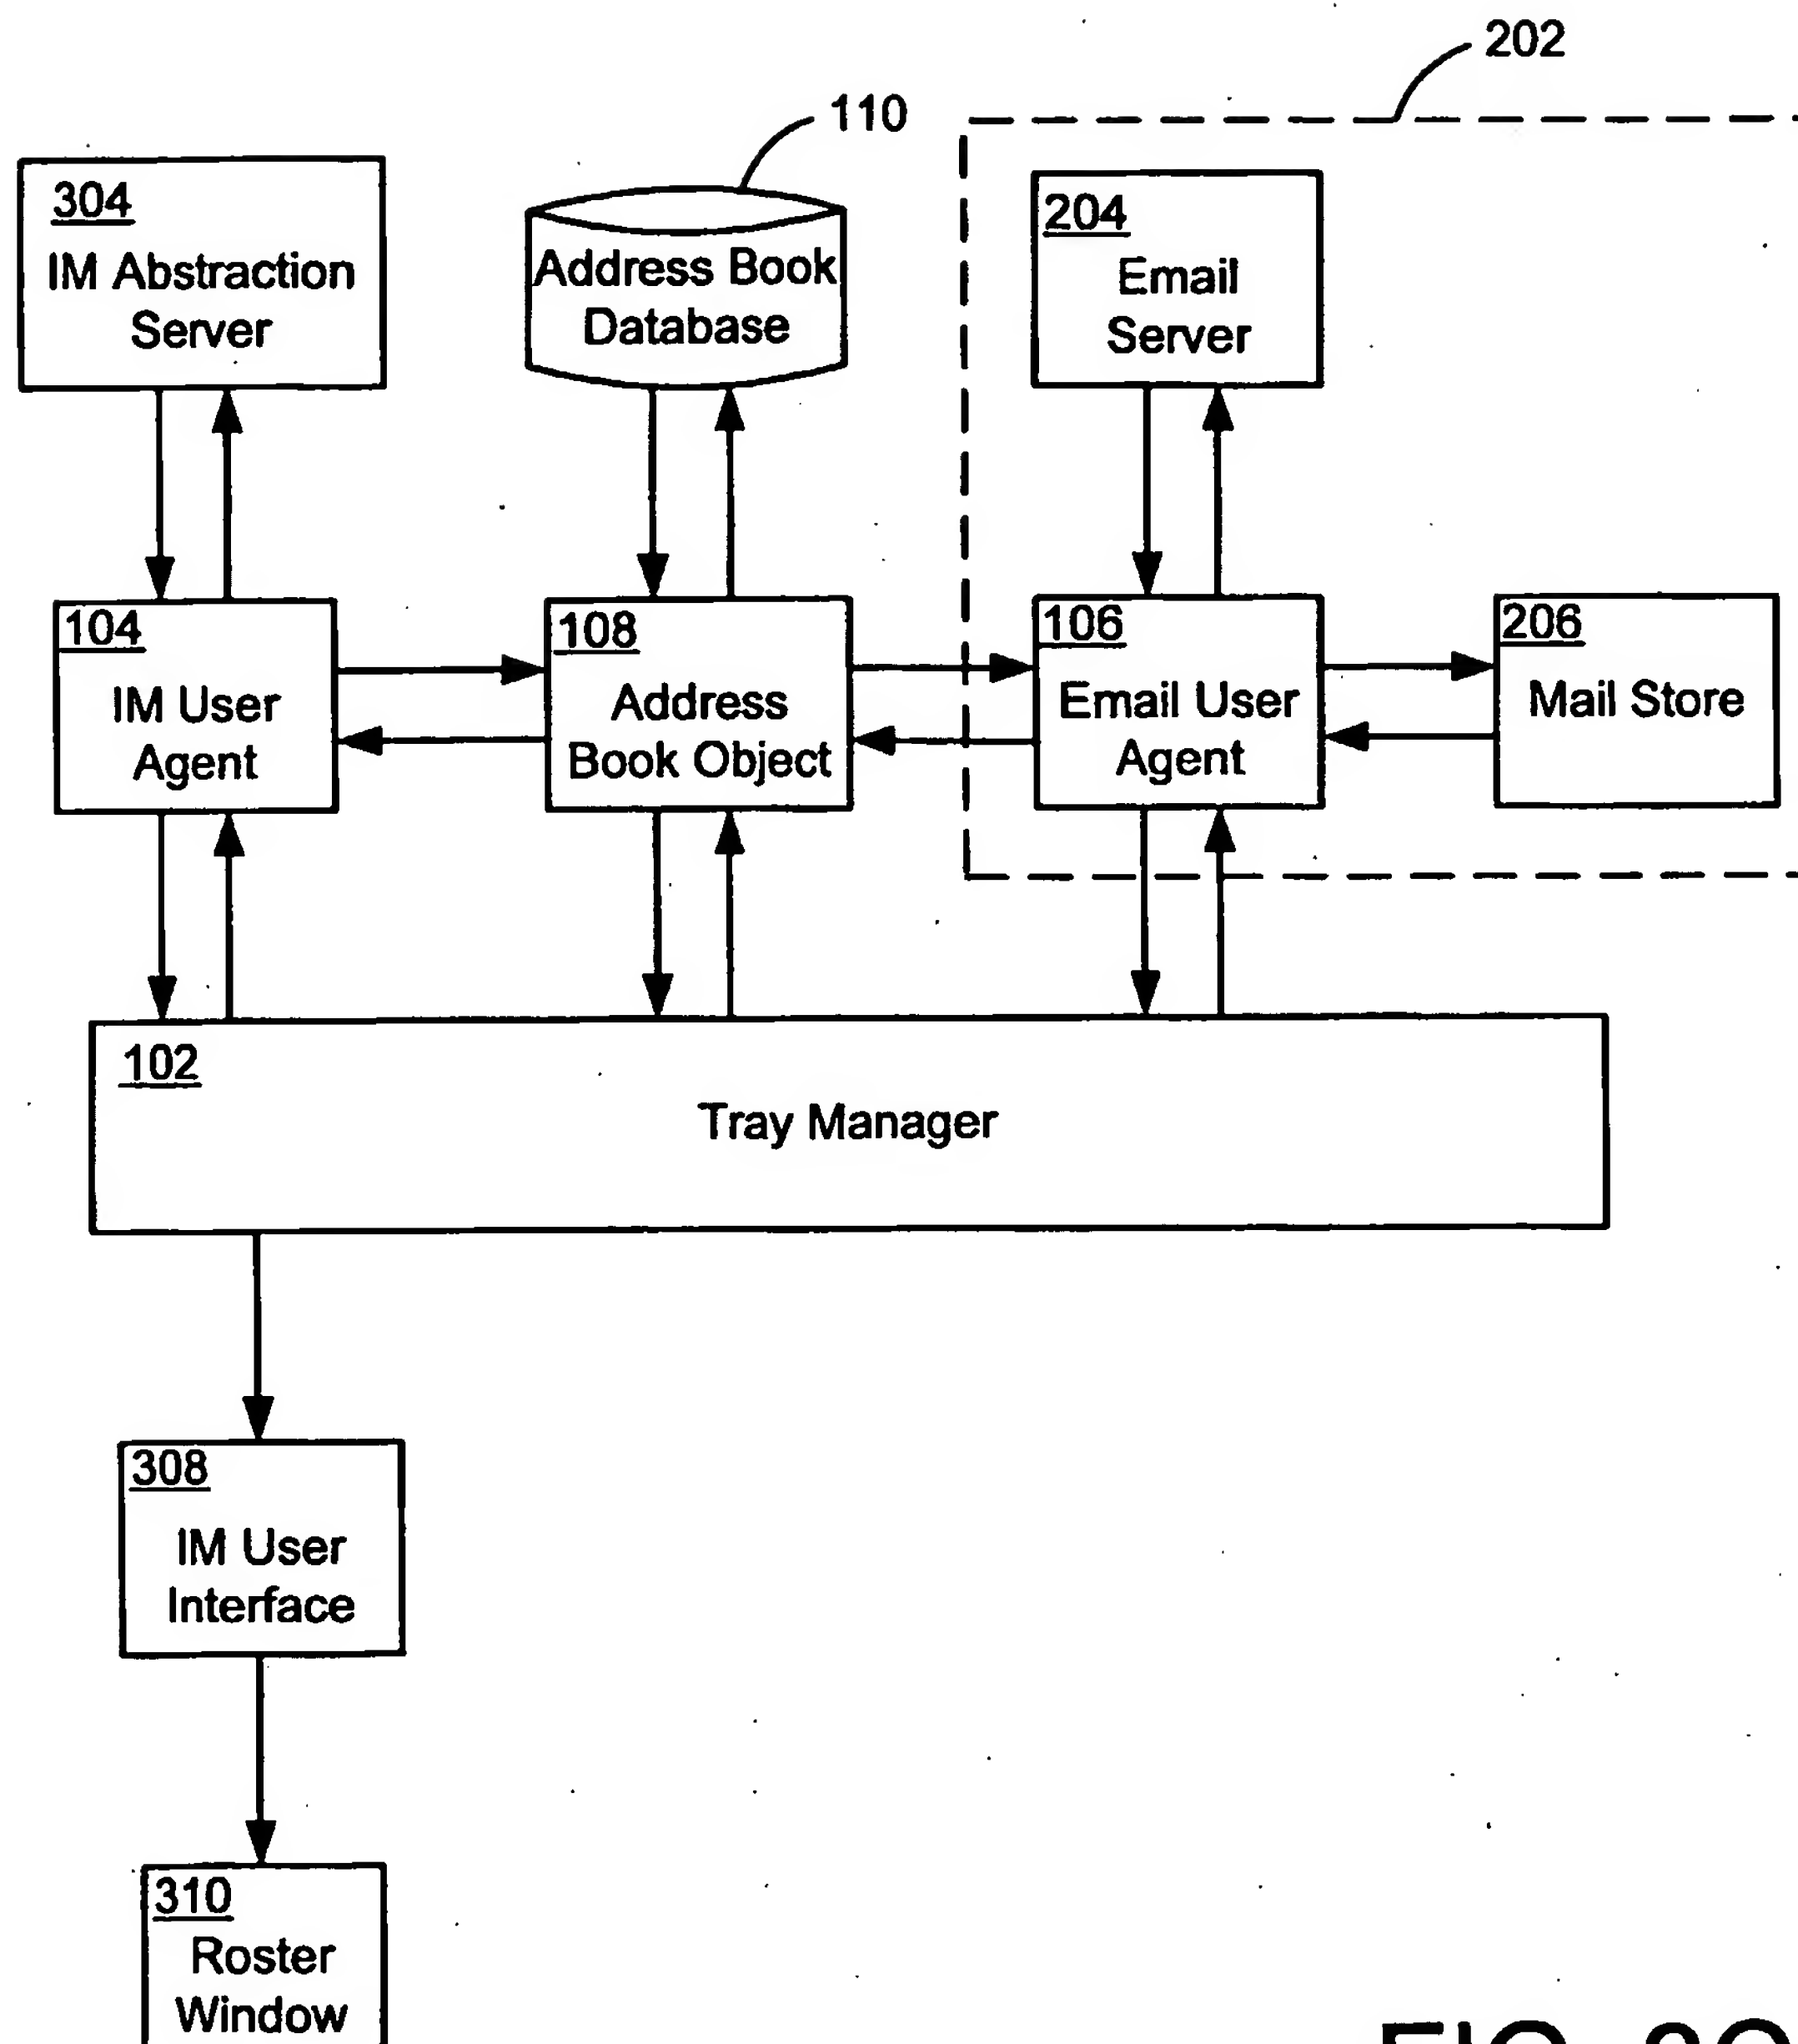 202
110
304
IM Abstraction
Server
Address Book
Database
204
Email
Server
104
IM User
Agent
108
Address
Book Object
106
Email User
Agent
206
Mail Store
102
Tray Manager
308
IM User
Interface
310
Roster
Window